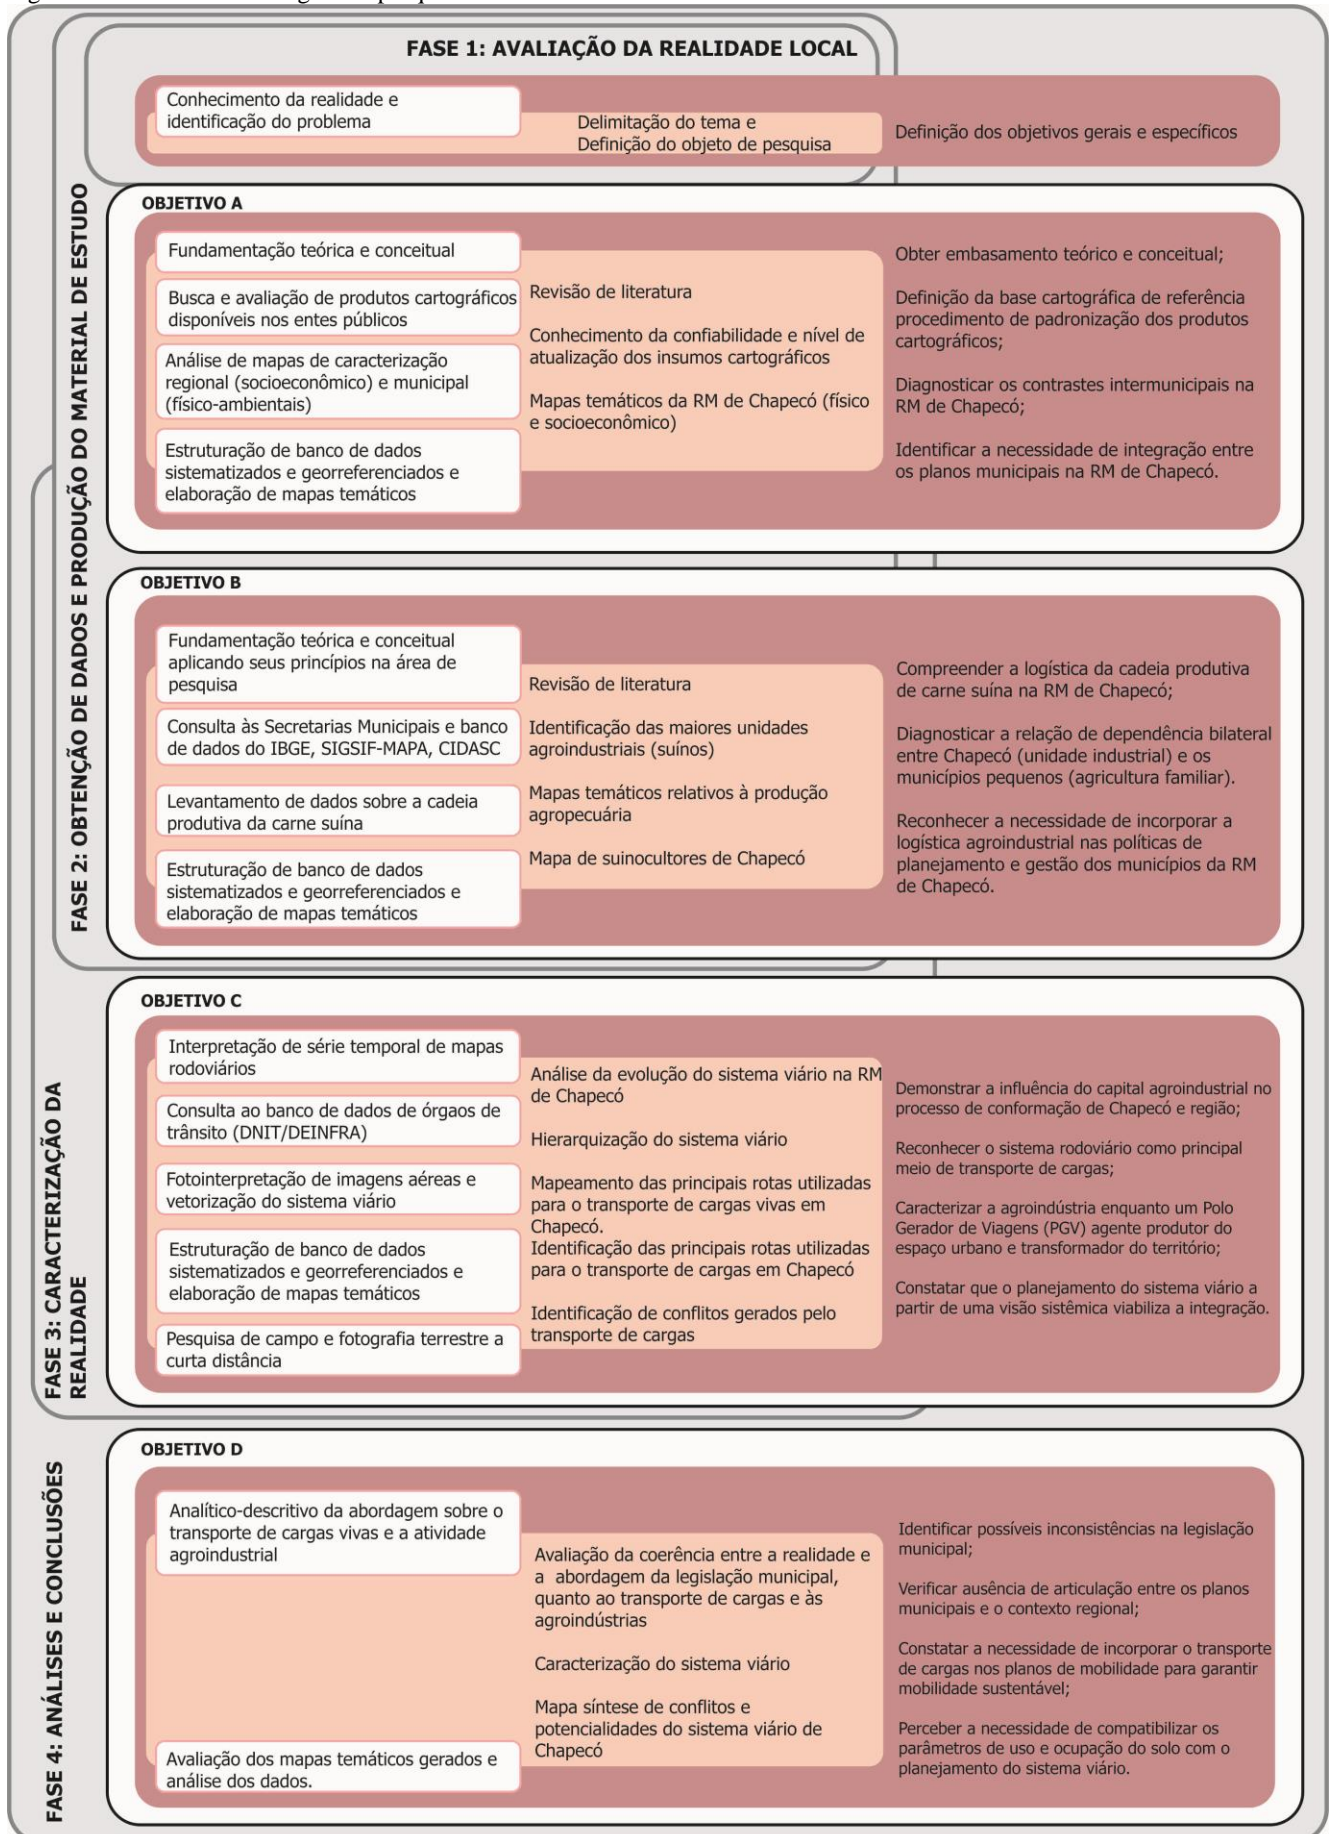 FASE 1: AVALIAÇÃO DA REALIDADE LOCAL
Conhecimento da realidade e
identificação do problema
Delimitação do tema e
Definição do objeto de pesquisa
Definição dos objetivos gerais e específicos
FASE 2: OBTENÇÃO DE DADOS E PRODUÇÃO DO MATERIAL DE ESTUDO
OBJETIVO A
Fundamentação teórica e conceitual
Busca e avaliação de produtos cartográficos
disponíveis nos entes públicos
Análise de mapas de caracterização
regional (socioeconômico) e municipal
(físico-ambientais)
Estruturação de banco de dados
sistematizados e georreferenciados e
elaboração de mapas temáticos
Revisão de literatura
Conhecimento da confiabilidade e nível de
atualização dos insumos cartográficos
Mapas temáticos da RM de Chapecó (físico
e socioeconômico)
Obter embasamento teórico e conceitual;
Definição da base cartográfica de referência
procedimento de padronização dos produtos
cartográficos;
Diagnosticar os contrastes intermunicipais na
RM de Chapecó;
Identificar a necessidade de integração entre
os planos municipais na RM de Chapecó.
OBJETIVO B
Fundamentação teórica e conceitual
aplicando seus princípios na área de
pesquisa
Consulta às Secretarias Municipais e banco
de dados do IBGE, SIGSIF-MAPA, CIDASC
Levantamento de dados sobre a cadeia
produtiva da carne suína
Estruturação de banco de dados
sistematizados e georreferenciados e
elaboração de mapas temáticos
Revisão de literatura
Identificação das maiores unidades
agroindustriais (suínos)
Mapas temáticos relativos à produção
agropecuária
Mapa de suinocultores de Chapecó
Compreender a logística da cadeia produtiva
de carne suína na RM de Chapecó;
Diagnosticar a relação de dependência bilateral
entre Chapecó (unidade industrial) e os
municípios pequenos (agricultura familiar).
Reconhecer a necessidade de incorporar a
logística agroindustrial nas políticas de
planejamento e gestão dos municípios da RM
de Chapecó.
FASE 3: CARACTERIZAÇÃO DA
REALIDADE
OBJETIVO C
Interpretação de série temporal de mapas
rodoviários
Consulta ao banco de dados de órgaos de
trânsito (DNIT/DEINFRA)
Fotointerpretação de imagens aéreas e
vetorização do sistema viário
Estruturação de banco de dados
sistematizados e georreferenciados e
elaboração de mapas temáticos
Pesquisa de campo e fotografia terrestre a
curta distância
Análise da evolução do sistema viário na RM
de Chapecó
Hierarquização do sistema viário
Mapeamento das principais rotas utilizadas
para o transporte de cargas vivas em
Chapecó.
Identificação das principais rotas utilizadas
para o transporte de cargas em Chapecó
Identificação de conflitos gerados pelo
transporte de cargas
Demonstrar a influência do capital agroindustrial no
processo de conformação de Chapecó e região;
Reconhecer o sistema rodoviário como principal
meio de transporte de cargas;
Caracterizar a agroindústria enquanto um Polo
Gerador de Viagens (PGV) agente produtor do
espaço urbano e transformador do território;
Constatar que o planejamento do sistema viário a
partir de uma visão sistêmica viabiliza a integração.
FASE 4: ANÁLISES E CONCLUSÕES
OBJETIVO D
Analítico-descritivo da abordagem sobre o
transporte de cargas vivas e a atividade
agroindustrial
Avaliação dos mapas temáticos gerados e
análise dos dados.
Avaliação da coerência entre a realidade e
a abordagem da legislação municipal,
quanto ao transporte de cargas e às
agroindústrias
Caracterização do sistema viário
Mapa síntese de conflitos e
potencialidades do sistema viário de
Chapecó
Identificar possíveis inconsistências na legislação
municipal;
Verificar ausência de articulação entre os planos
municipais e o contexto regional;
Constatar a necessidade de incorporar o transporte
de cargas nos planos de mobilidade para garantir
mobilidade sustentável;
Perceber a necessidade de compatibilizar os
parâmetros de uso e ocupação do solo com o
planejamento do sistema viário.